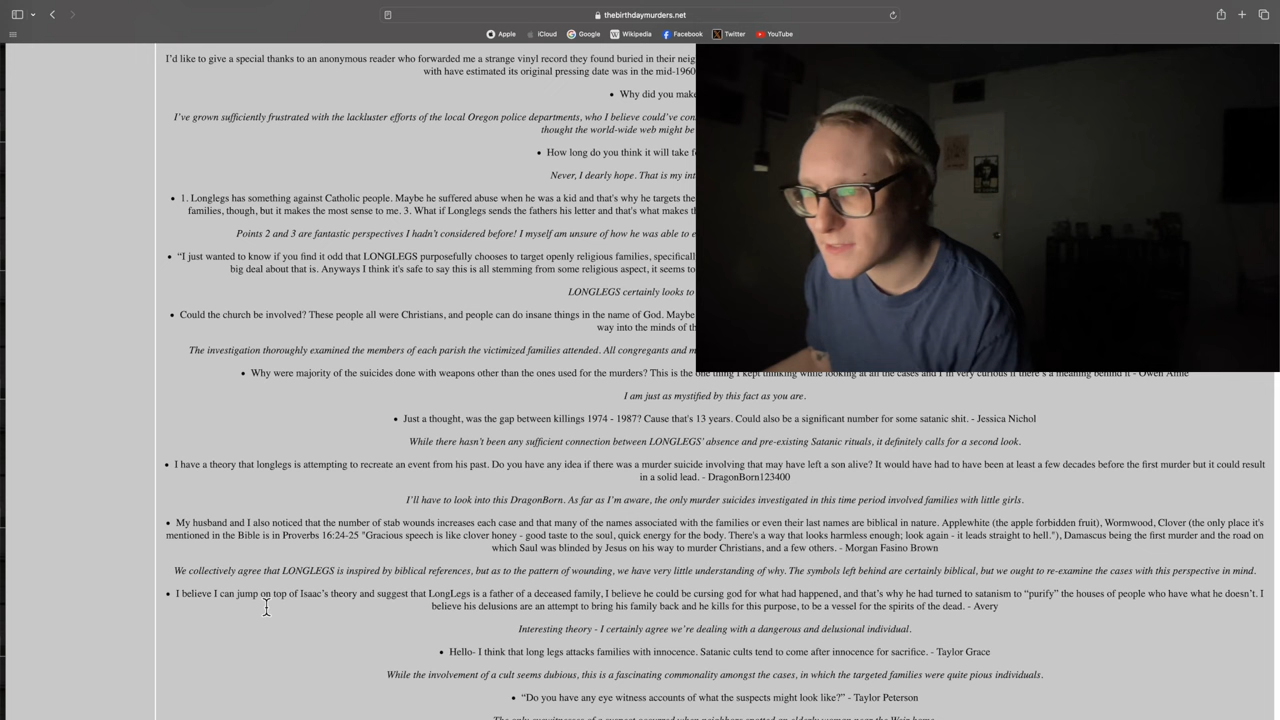 thebirthdaymurders.net
Apple iCloud Google Wikipedia Facebook Twitter YouTube
I'd like to give a special thanks to an anonymous reader who forwarded me a strange vinyl record they found buried in their
with have estimated its original pressing date was in the mid-1960
• Why did you
I've grown sufficiently frustrated with the lackluster efforts of the local Oregon police departments, who I believe could've
thought the world-wide web might be
• How long do you think it will take
Never, I dearly hope. That is my
• 1. Longlegs has something against Catholic people. Maybe he suffered abuse when he was a kid and that's why he targets
families, though, but it makes the most sense to me. 3. What if Longlegs sends the fathers his letter and that's what makes
Points 2 and 3 are fantastic perspectives I hadn't considered before! I myself am unsure of how he was able to
• "I just wanted to know if you find it odd that LONGLEGS purposefully chooses to target openly religious families,
big deal about that is. Anyways I think it's safe to say this is all stemming from some religious aspect, it seems to
LONGLEGS certainly looks to
• Could the church be involved? These people all were Christians, and people can do insane things in the name of God. Maybe
way into the minds of
The investigation thoroughly examined the members of each parish the victimized families attended. All congregants and
• Why were majority of the suicides done with weapons other than the ones used for the murders? This is the one thing I kept thinking while looking at all the cases and I'm very curious if there's a meaning behind it - Owen Amie
I am just as mystified by this fact as you are.
• Just a thought, was the gap between killings 1974 - 1987? Cause that's 13 years. Could also be a significant number for some satanic shit. - Jessica Nichol
While there hasn't been any sufficient connection between LONGLEGS' absence and pre-existing Satanic rituals, it definitely calls for a second look.
• I have a theory that longlegs is attempting to recreate an event from his past. Do you have any idea if there was a murder suicide involving that may have left a son alive? It would have had to have been at least a few decades before the first murder but it could result
in a solid lead. - DragonBorn123400
I'll have to look into this DragonBorn. As far as I'm aware, the only murder suicides investigated in this time period involved families with little girls.
• My husband and I also noticed that the number of stab wounds increases each case and that many of the names associated with the families or even their last names are biblical in nature. Applewhite (the apple forbidden fruit), Wormwood, Clover (the only place it's
mentioned in the Bible is in Proverbs 16:24-25 "Gracious speech is like clover honey - good taste to the soul, quick energy for the body. There's a way that looks harmless enough; look again - it leads straight to hell."), Damascus being the first murder and the road on
which Saul was blinded by Jesus on his way to murder Christians, and a few others. - Morgan Fasino Brown
We collectively agree that LONGLEGS is inspired by biblical references, but as to the pattern of wounding, we have very little understanding of why. The symbols left behind are certainly biblical, but we ought to re-examine the cases with this perspective in mind.
• I believe I can jump on top of Isaac's theory and suggest that LongLegs is a father of a deceased family, I believe he could be cursing god for what had happened, and that's why he had turned to satanism to "purify" the houses of people who have what he doesn't. I
believe his delusions are an attempt to bring his family back and he kills for this purpose, to be a vessel for the spirits of the dead. - Avery
Interesting theory - I certainly agree we're dealing with a dangerous and delusional individual.
• Hello- I think that long legs attacks families with innocence. Satanic cults tend to come after innocence for sacrifice. - Taylor Grace
While the involvement of a cult seems dubious, this is a fascinating commonality amongst the cases, in which the targeted families were quite pious individuals.
• "Do you have any eye witness accounts of what the suspects might look like?" - Taylor Peterson
The only eyewitness of a suspect occurred when neighbors spotted an elderly woman near the Weir home